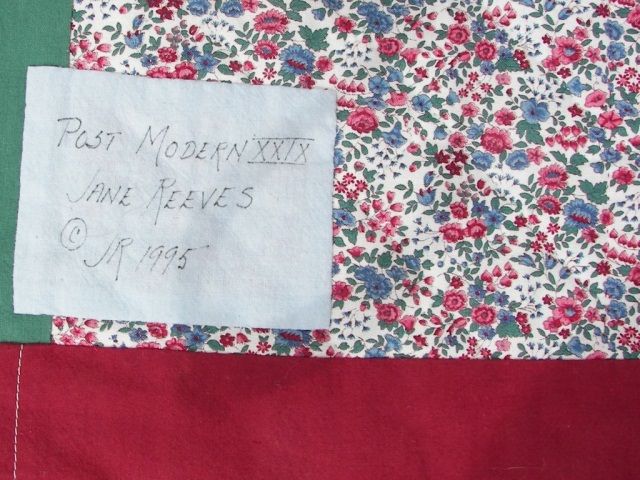 Post Modern XXIX
Jane Reeves
© JR 1995